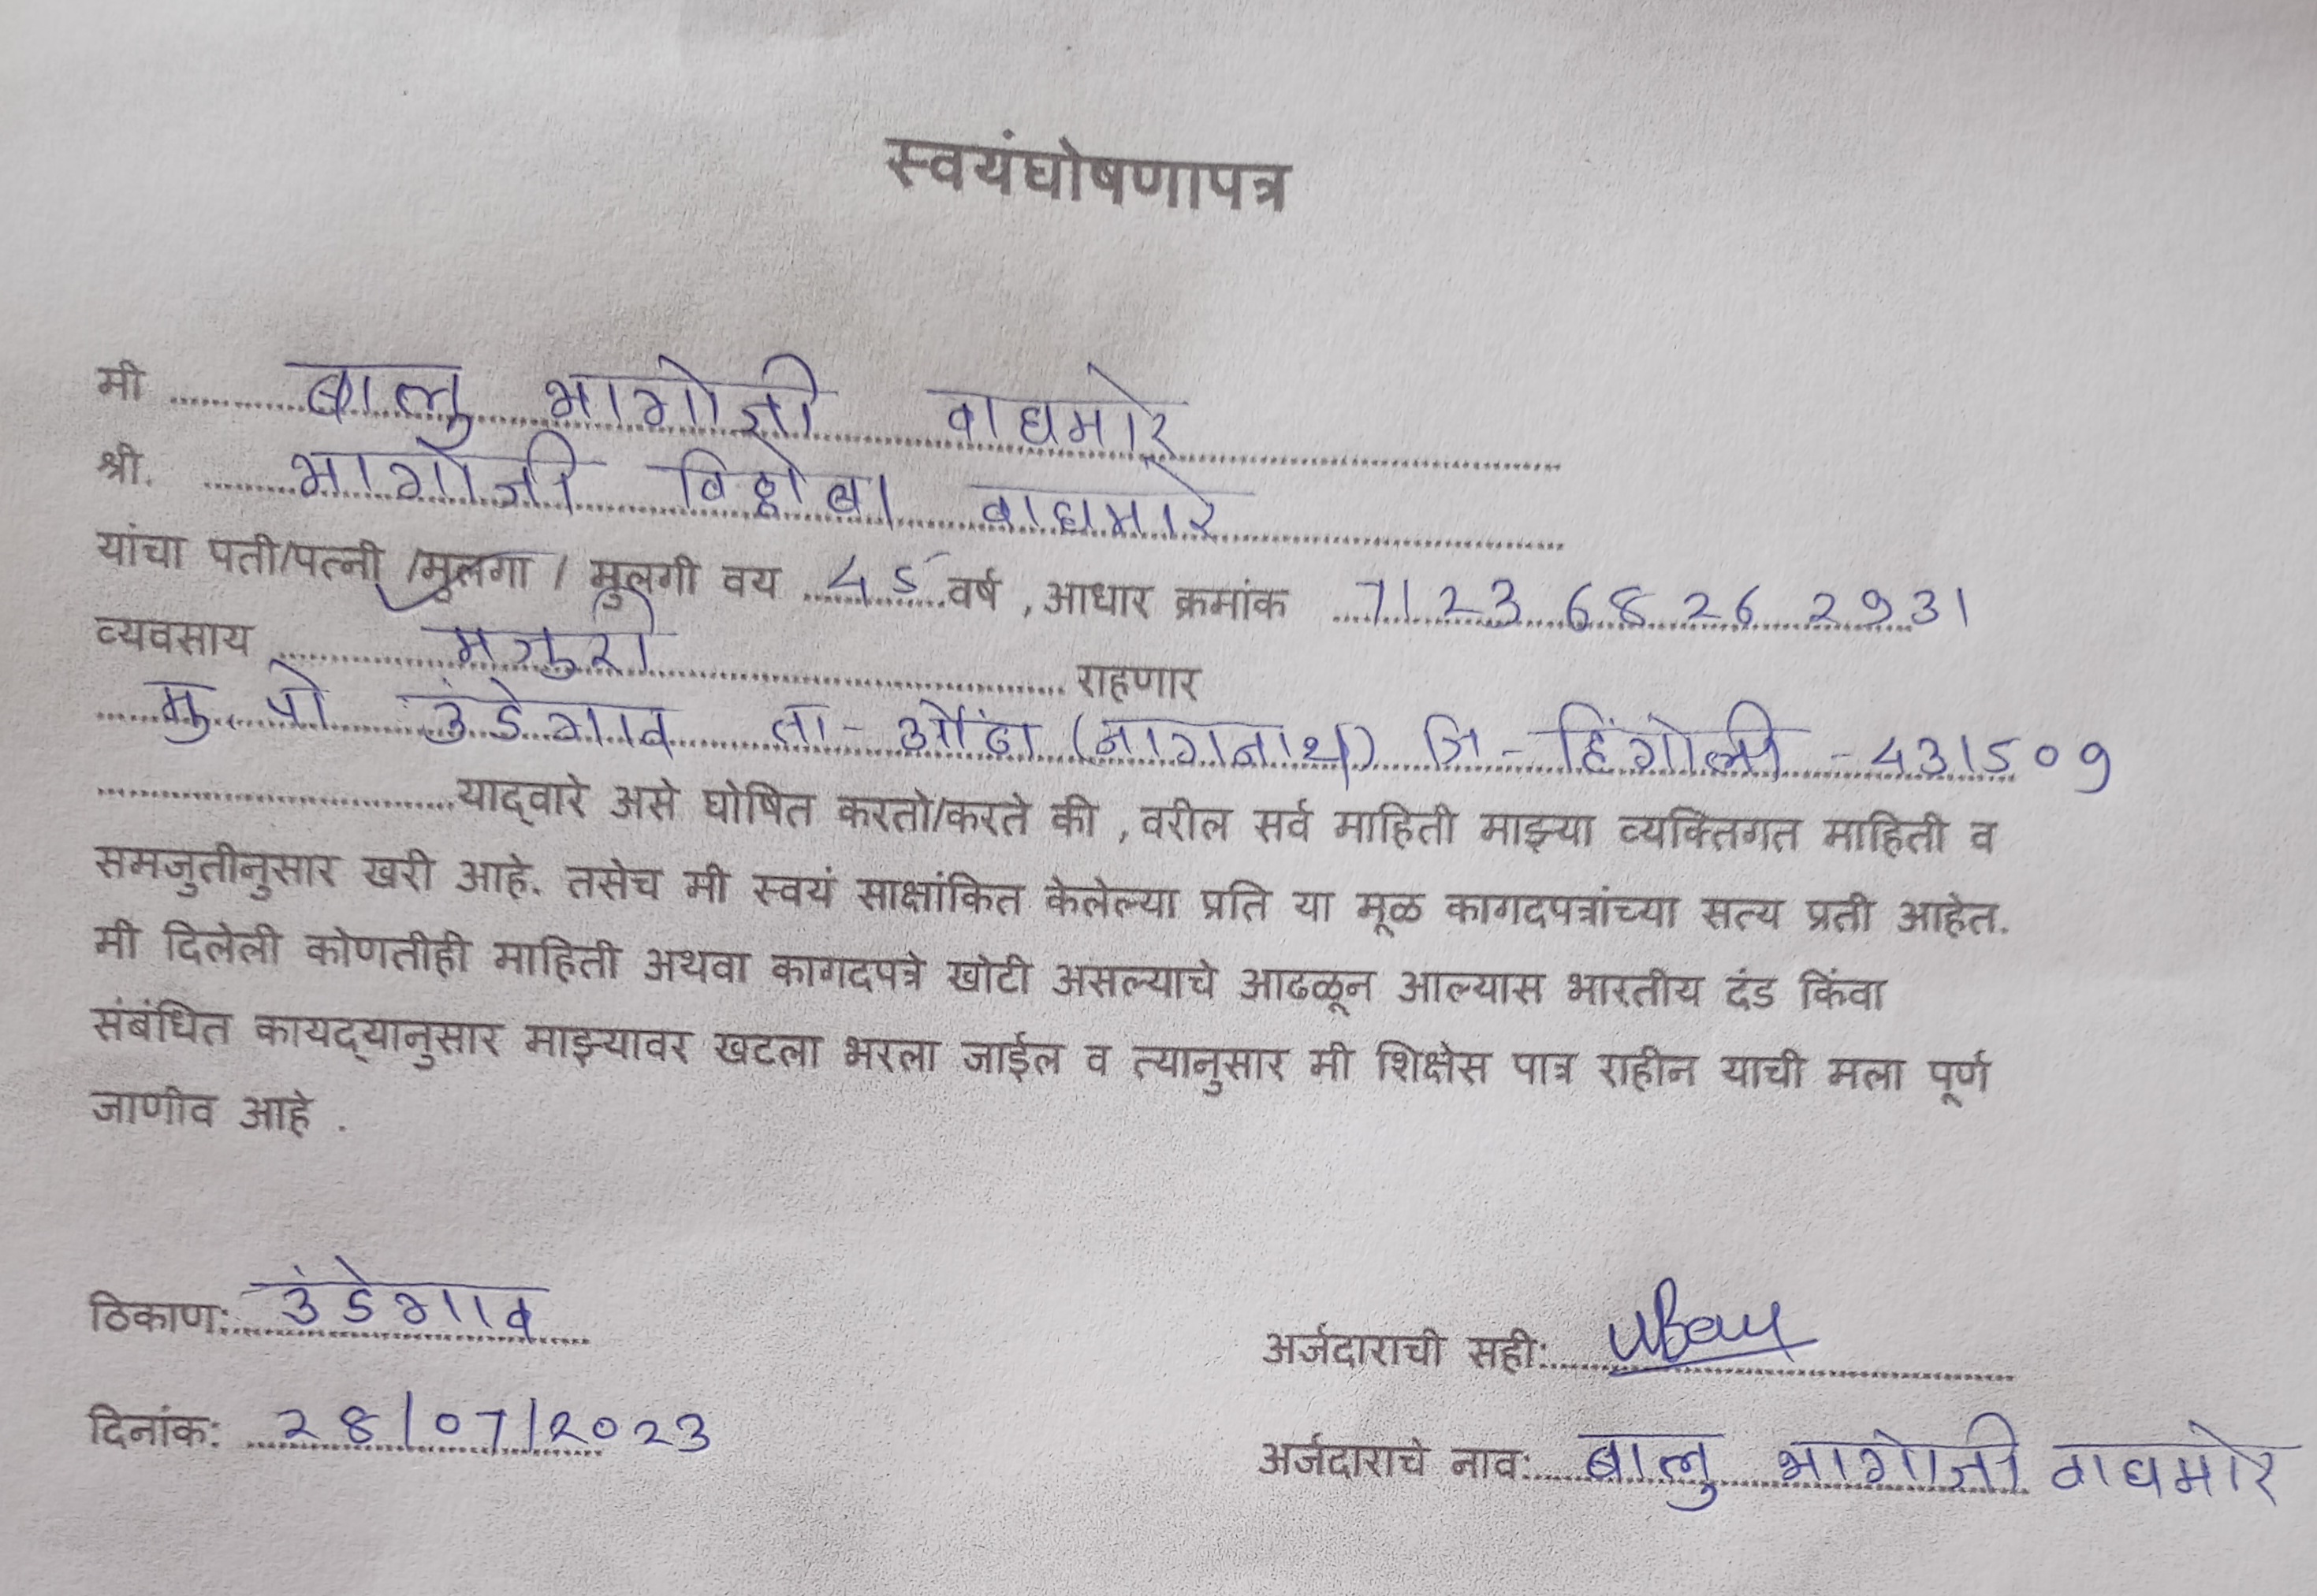 स्वयंघोषणापत्र
मी बालु भागोजी वाघमारे
श्री. भागोजी विठ्ठोबा वाघमारे
यांचा पती/पत्नी /मुलगा / मुलगी वय 45 वर्ष , आधार क्रमांक 7123 6826 2931
व्यवसाय मजुरी राहणार
मु. पो उंडेगाव ता - औंढा (नागनाथ) जि - हिंगोली - 431509
याद्वारे असे घोषित करतो/करते की , वरील सर्व माहिती माझ्या व्यक्तिगत माहिती व
समजुतीनुसार खरी आहे. तसेच मी स्वयं साक्षांकित केलेल्या प्रति या मूळ कागदपत्रांच्या सत्य प्रती आहेत.
मी दिलेली कोणतीही माहिती अथवा कागदपत्रे खोटी असल्याचे आढळून आल्यास भारतीय दंड किंवा
संबंधित कायद्यानुसार माझ्यावर खटला भरला जाईल व त्यानुसार मी शिक्षेस पात्र राहीन याची मला पूर्ण
जाणीव आहे .
ठिकाण: उंडेगाव
अर्जदाराची सही:
दिनांक: 28/07/2023
अर्जदाराचे नाव: बालु भागोजी वाघमारे